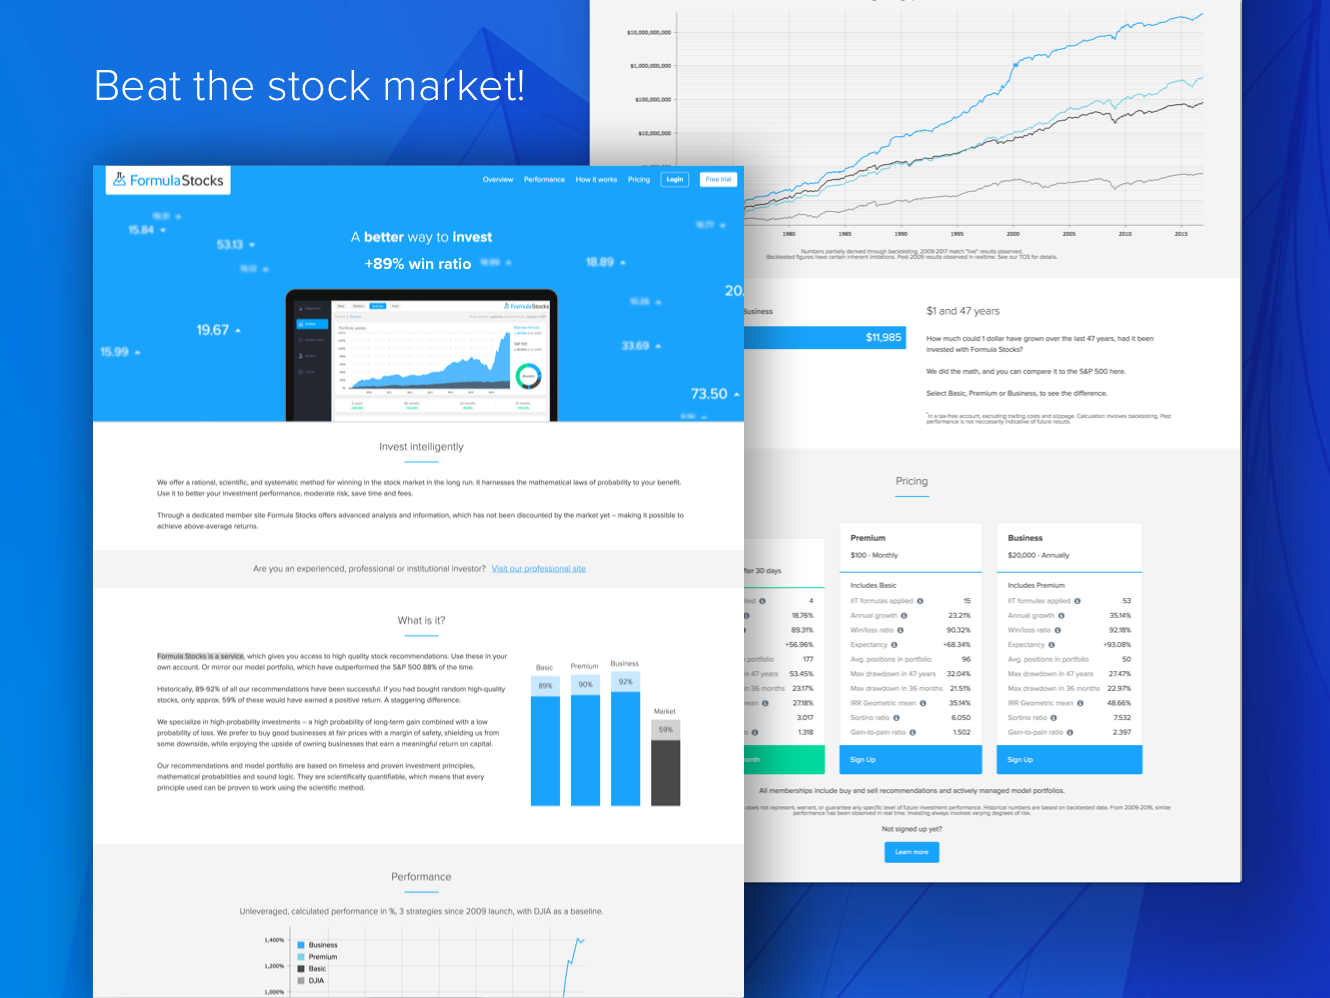 Beat the stock market!
FormulaStocks
Overview Performance How it works Pricing Login Free trial
15.84
53.13
A better way to invest
+89% win ratio
18.89
20.
19.67
15.99
33.69
73.50
FormulaStocks
Portfolio yields
Invest intelligently
We offer a rational, scientific, and systematic method for winning in the stock market in the long run. It harnesses the mathematical laws of probability to your benefit.
Use it to better your investment performance, moderate risk, save time and fees.
Through a dedicated member site Formula Stocks offers advanced analysis and information, which has not been discounted by the market yet – making it possible to
achieve above-average returns.
Are you an experienced, professional or institutional investor? Visit our professional site
What is it?
Formula Stocks is a service, which gives you access to high quality stock recommendations. Use these in your
own account. Or mirror our model portfolio, which have outperformed the S&P 500 88% of the time.
Historically, 89-92% of all our recommendations have been successful. If you had bought random high-quality
stocks, only approx. 59% of these would have earned a positive return. A staggering difference.
We specialize in high-probability investments – a high probability of long-term gain combined with a low
probability of loss. We prefer to buy good businesses at fair prices with a margin of safety, shielding us from
some downside, while enjoying the upside of owning businesses that earn a meaningful return on capital.
Our recommendations and model portfolio are based on timeless and proven investment principles,
mathematical probabilities and sound logic. They are scientifically quantifiable, which means that every
principle used can be proven to work using the scientific method.
Basic Premium Business
89% 90% 92%
Market
59%
Performance
Unleveraged, calculated performance in %, 3 strategies since 2009 launch, with DJIA as a baseline.
1,400%
1,200%
1,000%
Business
Premium
Basic
DJIA
$10,000,000,000
$1,000,000,000
$100,000,000
$10,000,000
1980 1985 1990 1995 2000 2005 2010 2015
Numbers partially derived through backtesting, 2009-2017 match "live" results observed.
Backtested figures have certain inherent limitations. Post-2009 results observed in realtime. See our TOS for details.
Business
$11,985
$1 and 47 years
How much could 1 dollar have grown over the last 47 years, had it been
invested with Formula Stocks?
We did the math, and you can compare it to the S&P 500 here.
Select Basic, Premium or Business, to see the difference.
*In a tax-free account, excluding trading costs and slippage. Calculation involves backtesting. Past
performance is not neccesarily indicative of future results.
Pricing
30 days
4
18.76%
89.31%
+56.96%
portfolio 177
in 47 years 53.45%
in 36 months 23.17%
27.18%
3.017
1.318
Premium
$100 - Monthly
Includes Basic
IIT formulas applied 15
Annual growth 23.21%
Win/loss ratio 90.32%
Expectancy +68.34%
Avg. positions in portfolio 96
Max drawdown in 47 years 32.04%
Max drawdown in 36 months 21.51%
IRR Geometric mean 35.14%
Sortino ratio 6.050
Gain-to-pain ratio 1.502
Sign Up
Business
$20,000 - Annually
Includes Premium
IIT formulas applied 53
Annual growth 35.14%
Win/loss ratio 92.18%
Expectancy +93.08%
Avg. positions in portfolio 50
Max drawdown in 47 years 27.47%
Max drawdown in 36 months 22.97%
IRR Geometric mean 48.66%
Sortino ratio 7.532
Gain-to-pain ratio 2.397
Sign Up
All memberships include buy and sell recommendations and actively managed model portfolios.
does not represent, warrant, or guarantee any specific level of future investment performance. Historical numbers are based on backtested data. From 2009-2016, similar
performance has been observed in real time. Investing always involves varying degrees of risk.
Not signed up yet?
Learn more